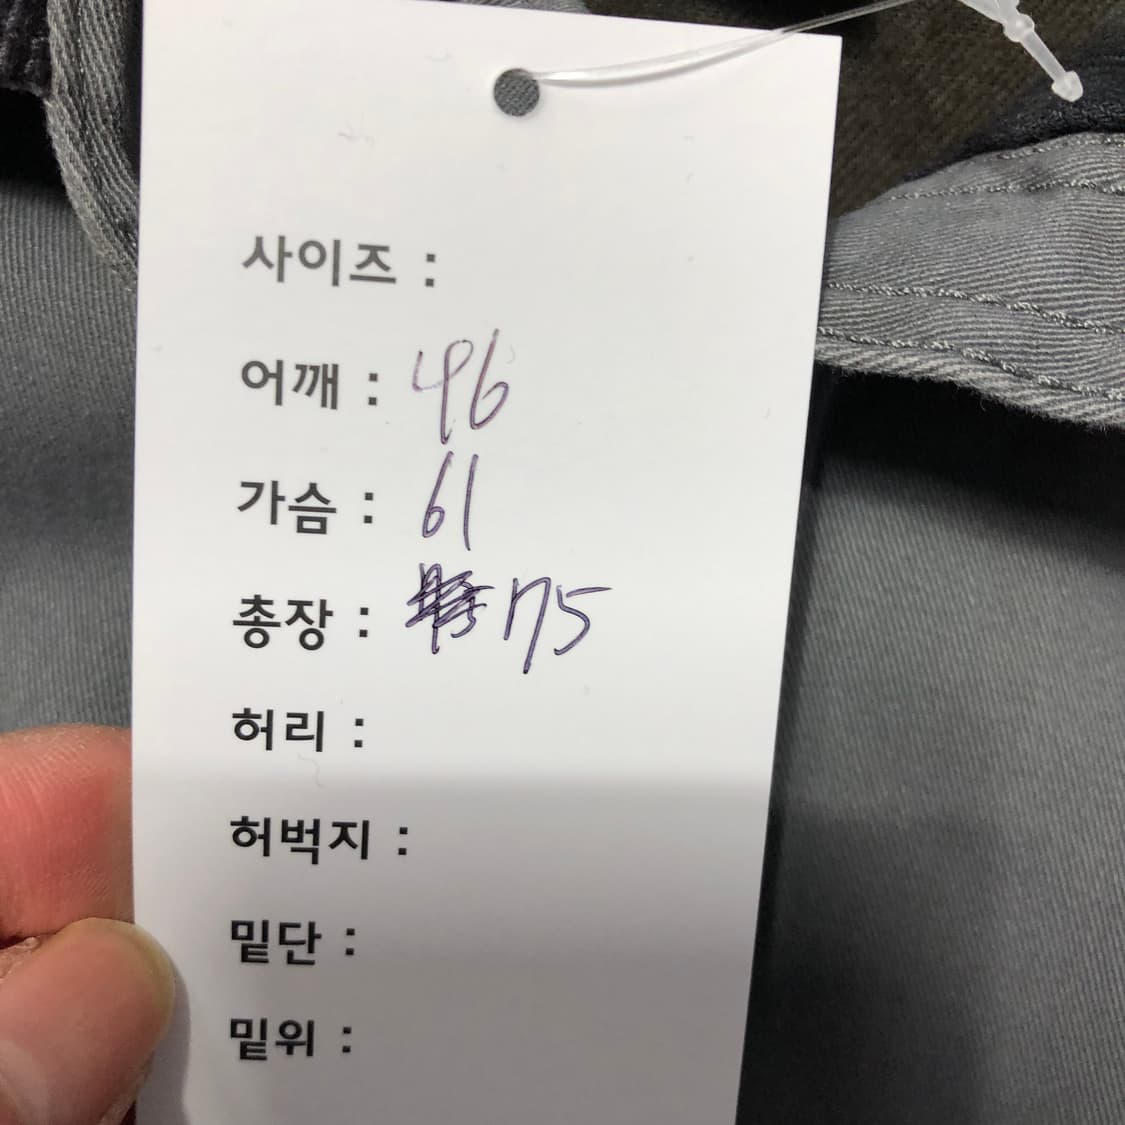 사이즈 :
어깨 : 46
가슴 : 61
총장 : 75
허리 :
허벅지 :
밑단 :
밑위 :